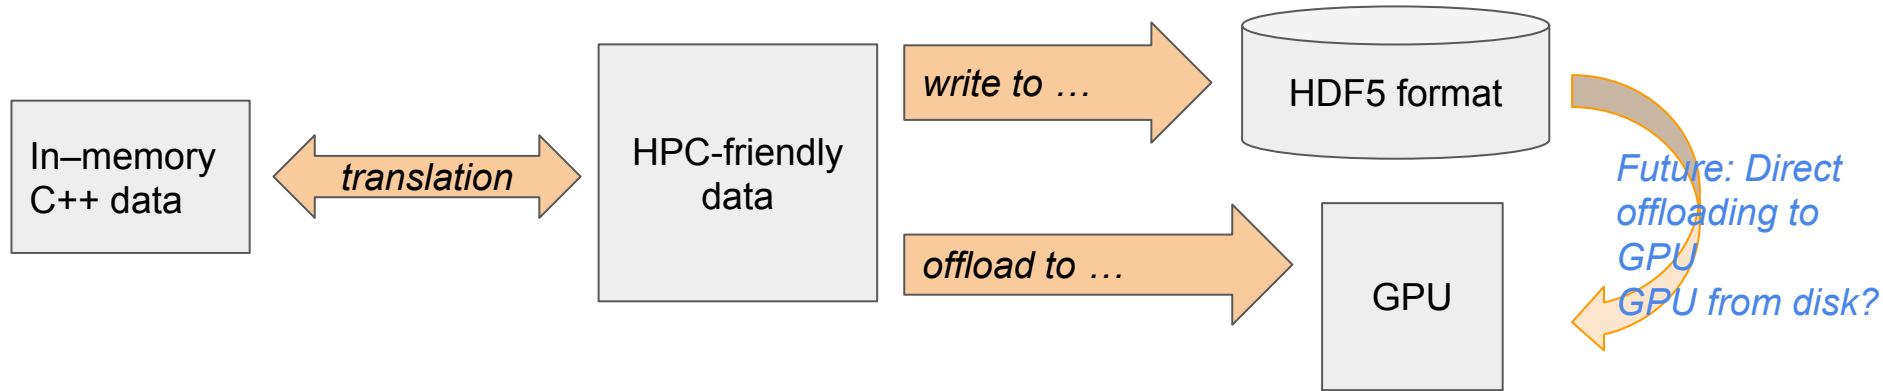 In–memory
C++ data
translation
HPC-friendly
data
write to …
offload to …
HDF5 format
GPU
Future: Direct
offloading to
GPU
GPU from disk?